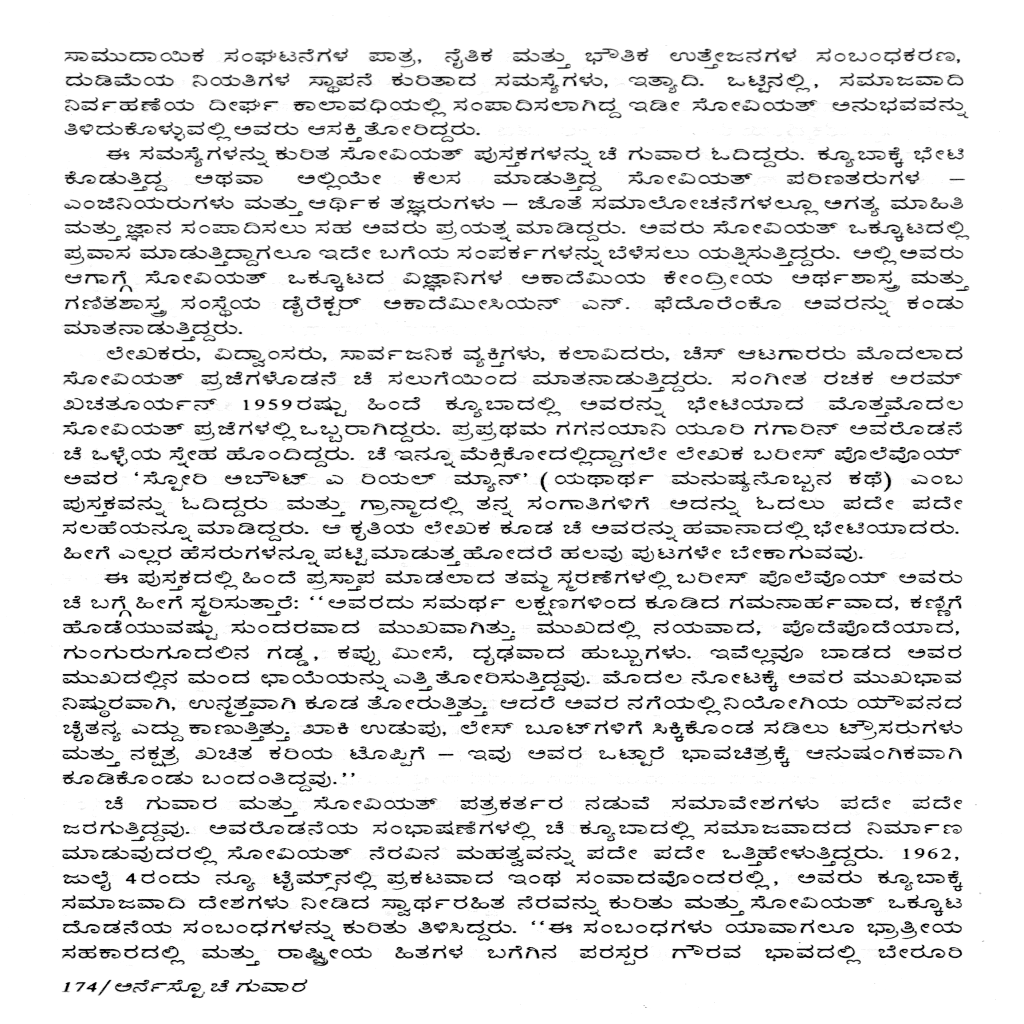 ಸಾಮುದಾಯಿಕ ಸಂಘಟನೆಗಳ ಪಾತ್ರ, ನೈತಿಕ ಮತ್ತು ಭೌತಿಕ ಉತ್ತೇಜನಗಳ ಸಂಬಂಧಕರಣ,
ದುಡಿಮೆಯ ನಿಯತಿಗಳ ಸ್ಥಾಪನೆ ಕುರಿತಾದ ಸಮಸ್ಯೆಗಳು, ಇತ್ಯಾದಿ. ಒಟ್ಟಿನಲ್ಲಿ, ಸಮಾಜವಾದಿ
ನಿರ್ವಹಣೆಯ ದೀರ್ಘ ಕಾಲಾವಧಿಯಲ್ಲಿ ಸಂಪಾದಿಸಲಾಗಿದ್ದ ಇಡೀ ಸೋವಿಯತ್ ಅನುಭವವನ್ನು
ತಿಳಿದುಕೊಳ್ಳುವಲ್ಲಿ ಅವರು ಆಸಕ್ತಿ ತೋರಿದ್ದರು.
ಈ ಸಮಸ್ಯೆಗಳನ್ನು ಕುರಿತ ಸೋವಿಯತ್ ಪುಸ್ತಕಗಳನ್ನು ಚೆ ಗುವಾರ ಓದಿದ್ದರು. ಕ್ಯೂಬಾಕ್ಕೆ ಭೇಟಿ
ಕೊಡುತ್ತಿದ್ದ ಅಥವಾ ಅಲ್ಲಿಯೇ ಕೆಲಸ ಮಾಡುತ್ತಿದ್ದ ಸೋವಿಯತ್ ಪರಿಣತರುಗಳ –
ಎಂಜಿನಿಯರುಗಳು ಮತ್ತು ಆರ್ಥಿಕ ತಜ್ಞರುಗಳು – ಜೊತೆ ಸಮಾಲೋಚನೆಗಳಲ್ಲೂ ಅಗತ್ಯ ಮಾಹಿತಿ
ಮತ್ತು ಜ್ಞಾನ ಸಂಪಾದಿಸಲು ಸಹ ಅವರು ಪ್ರಯತ್ನ ಮಾಡಿದ್ದರು. ಅವರು ಸೋವಿಯತ್ ಒಕ್ಕೂಟದಲ್ಲಿ
ಪ್ರವಾಸ ಮಾಡುತ್ತಿದ್ದಾಗಲೂ ಇದೇ ಬಗೆಯ ಸಂಪರ್ಕಗಳನ್ನು ಬೆಳೆಸಲು ಯತ್ನಿಸುತ್ತಿದ್ದರು. ಅಲ್ಲಿ ಅವರು
ಆಗಾಗ್ಗೆ ಸೋವಿಯತ್ ಒಕ್ಕೂಟದ ವಿಜ್ಞಾನಿಗಳ ಅಕಾದೆಮಿಯ ಕೇಂದ್ರೀಯ ಅರ್ಥಶಾಸ್ತ್ರ ಮತ್ತು
ಗಣಿತಶಾಸ್ತ್ರ ಸಂಸ್ಥೆಯ ಡೈರೆಕ್ಟರ್ ಅಕಾದೆಮೀಸಿಯನ್ ಎನ್. ಫೆದೊರೆಂಕೊ ಅವರನ್ನು ಕಂಡು
ಮಾತನಾಡುತ್ತಿದ್ದರು.
ಲೇಖಕರು, ವಿದ್ವಾಂಸರು, ಸಾರ್ವಜನಿಕ ವ್ಯಕ್ತಿಗಳು, ಕಲಾವಿದರು, ಚೆಸ್ ಆಟಗಾರರು ಮೊದಲಾದ
ಸೋವಿಯತ್ ಪ್ರಜೆಗಳೊಡನೆ ಚೆ ಸಲುಗೆಯಿಂದ ಮಾತನಾಡುತ್ತಿದ್ದರು. ಸಂಗೀತ ರಚಕ ಅರಮ್
ಖಚತೂರ್ಯನ್ 1959ರಷ್ಟು ಹಿಂದೆ ಕ್ಯೂಬಾದಲ್ಲಿ ಅವರನ್ನು ಭೇಟಿಯಾದ ಮೊತ್ತಮೊದಲ
ಸೋವಿಯತ್ ಪ್ರಜೆಗಳಲ್ಲಿ ಒಬ್ಬರಾಗಿದ್ದರು. ಪ್ರಪ್ರಥಮ ಗಗನಯಾನಿ ಯೂರಿ ಗಗಾರಿನ್ ಅವರೊಡನೆ
ಚೆ ಒಳ್ಳೆಯ ಸ್ನೇಹ ಹೊಂದಿದ್ದರು. ಚೆ ಇನ್ನೂ ಮೆಕ್ಸಿಕೋದಲ್ಲಿದ್ದಾಗಲೇ ಲೇಖಕ ಬರೀಸ್ ಪೊಲೆವೊಯ್
ಅವರ ‘ಸ್ಟೋರಿ ಅಬೌಟ್ ಎ ರಿಯಲ್ ಮ್ಯಾನ್’ (ಯಥಾರ್ಥ ಮನುಷ್ಯನೊಬ್ಬನ ಕಥೆ) ಎಂಬ
ಪುಸ್ತಕವನ್ನು ಓದಿದ್ದರು ಮತ್ತು ಗ್ರಾನ್ಮಾದಲ್ಲಿ ತನ್ನ ಸಂಗಾತಿಗಳಿಗೆ ಅದನ್ನು ಓದಲು ಪದೇ ಪದೇ
ಸಲಹೆಯನ್ನೂ ಮಾಡಿದ್ದರು. ಆ ಕೃತಿಯ ಲೇಖಕ ಕೂಡ ಚೆ ಅವರನ್ನು ಹವಾನಾದಲ್ಲಿ ಭೇಟಿಯಾದರು.
ಹೀಗೆ ಎಲ್ಲರ ಹೆಸರುಗಳನ್ನೂ ಪಟ್ಟಿ ಮಾಡುತ್ತ ಹೋದರೆ ಹಲವು ಪುಟಗಳೇ ಬೇಕಾಗುವವು.
ಈ ಪುಸ್ತಕದಲ್ಲಿ ಹಿಂದೆ ಪ್ರಸ್ತಾಪ ಮಾಡಲಾದ ತಮ್ಮ ಸ್ಮರಣೆಗಳಲ್ಲಿ ಬರೀಸ್ ಪೊಲೆವೊಯ್ ಅವರು
ಚೆ ಬಗ್ಗೆ ಹೀಗೆ ಸ್ಮರಿಸುತ್ತಾರೆ: ‘‘ಅವರದು ಸಮರ್ಥ ಲಕ್ಷಣಗಳಿಂದ ಕೂಡಿದ ಗಮನಾರ್ಹವಾದ, ಕಣ್ಣಿಗೆ
ಹೊಡೆಯುವಷ್ಟು ಸುಂದರವಾದ ಮುಖವಾಗಿತ್ತು. ಮುಖದಲ್ಲಿ ನಯವಾದ, ಪೊದೆಪೊದೆಯಾದ,
ಗುಂಗುರುಗೂದಲಿನ ಗಡ್ಡ, ಕಪ್ಪು ಮೀಸೆ, ದೃಢವಾದ ಹುಬ್ಬುಗಳು. ಇವೆಲ್ಲವೂ ಬಾಡದ ಅವರ
ಮುಖದಲ್ಲಿನ ಮಂದ ಛಾಯೆಯನ್ನು ಎತ್ತಿ ತೋರಿಸುತ್ತಿದ್ದವು. ಮೊದಲ ನೋಟಕ್ಕೆ ಅವರ ಮುಖಭಾವ
ನಿಷ್ಠುರವಾಗಿ, ಉನ್ಮತ್ತವಾಗಿ ಕೂಡ ತೋರುತ್ತಿತ್ತು. ಆದರೆ ಅವರ ನಗೆಯಲ್ಲಿ ನಿಯೋಗಿಯ ಯೌವನದ
ಚೈತನ್ಯ ಎದ್ದು ಕಾಣುತ್ತಿತ್ತು. ಖಾಕಿ ಉಡುಪು, ಲೇಸ್ ಬೂಟ್‌ಗಳಿಗೆ ಸಿಕ್ಕಿಕೊಂಡ ಸಡಿಲು ಟ್ರೌಸರುಗಳು
ಮತ್ತು ನಕ್ಷತ್ರ ಖಚಿತ ಕರಿಯ ಟೊಪ್ಪಿಗೆ – ಇವು ಅವರ ಒಟ್ಟಾರೆ ಭಾವಚಿತ್ರಕ್ಕೆ ಆನುಷಂಗಿಕವಾಗಿ
ಕೂಡಿಕೊಂಡು ಬಂದಂತಿದ್ದವು.’’
ಚೆ ಗುವಾರ ಮತ್ತು ಸೋವಿಯತ್ ಪತ್ರಕರ್ತರ ನಡುವೆ ಸಮಾವೇಶಗಳು ಪದೇ ಪದೇ
ಜರಗುತ್ತಿದ್ದವು. ಅವರೊಡನೆಯ ಸಂಭಾಷಣೆಗಳಲ್ಲಿ ಚೆ ಕ್ಯೂಬಾದಲ್ಲಿ ಸಮಾಜವಾದದ ನಿರ್ಮಾಣ
ಮಾಡುವುದರಲ್ಲಿ ಸೋವಿಯತ್ ನೆರವಿನ ಮಹತ್ವವನ್ನು ಪದೇ ಪದೇ ಒತ್ತಿಹೇಳುತ್ತಿದ್ದರು. 1962,
ಜುಲೈ 4ರಂದು ನ್ಯೂ ಟೈಮ್ಸ್‌ನಲ್ಲಿ ಪ್ರಕಟವಾದ ಇಂಥ ಸಂವಾದವೊಂದರಲ್ಲಿ, ಅವರು ಕ್ಯೂಬಾಕ್ಕೆ
ಸಮಾಜವಾದಿ ದೇಶಗಳು ನೀಡಿದ ಸ್ವಾರ್ಥರಹಿತ ನೆರವನ್ನು ಕುರಿತು ಮತ್ತು ಸೋವಿಯತ್ ಒಕ್ಕೂಟ
ದೊಡನೆಯ ಸಂಬಂಧಗಳನ್ನು ಕುರಿತು ತಿಳಿಸಿದ್ದರು. ‘‘ಈ ಸಂಬಂಧಗಳು ಯಾವಾಗಲೂ ಭ್ರಾತ್ರೀಯ
ಸಹಕಾರದಲ್ಲಿ ಮತ್ತು ರಾಷ್ಟ್ರೀಯ ಹಿತಗಳ ಬಗೆಗಿನ ಪರಸ್ಪರ ಗೌರವ ಭಾವದಲ್ಲಿ ಬೇರೂರಿ
174/ಅರ್ನೆಸ್ಟೊ ಚೆ ಗುವಾರ